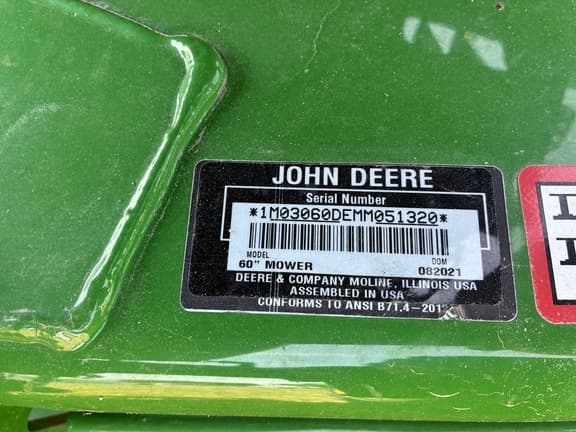 JOHN DEERE
Serial Number
*1M03060DEMM051320*
MODEL DOM
60" MOWER 082021
DEERE & COMPANY MOLINE, ILLINOIS USA
ASSEMBLED IN USA
CONFORMS TO ANSI B71.4-201